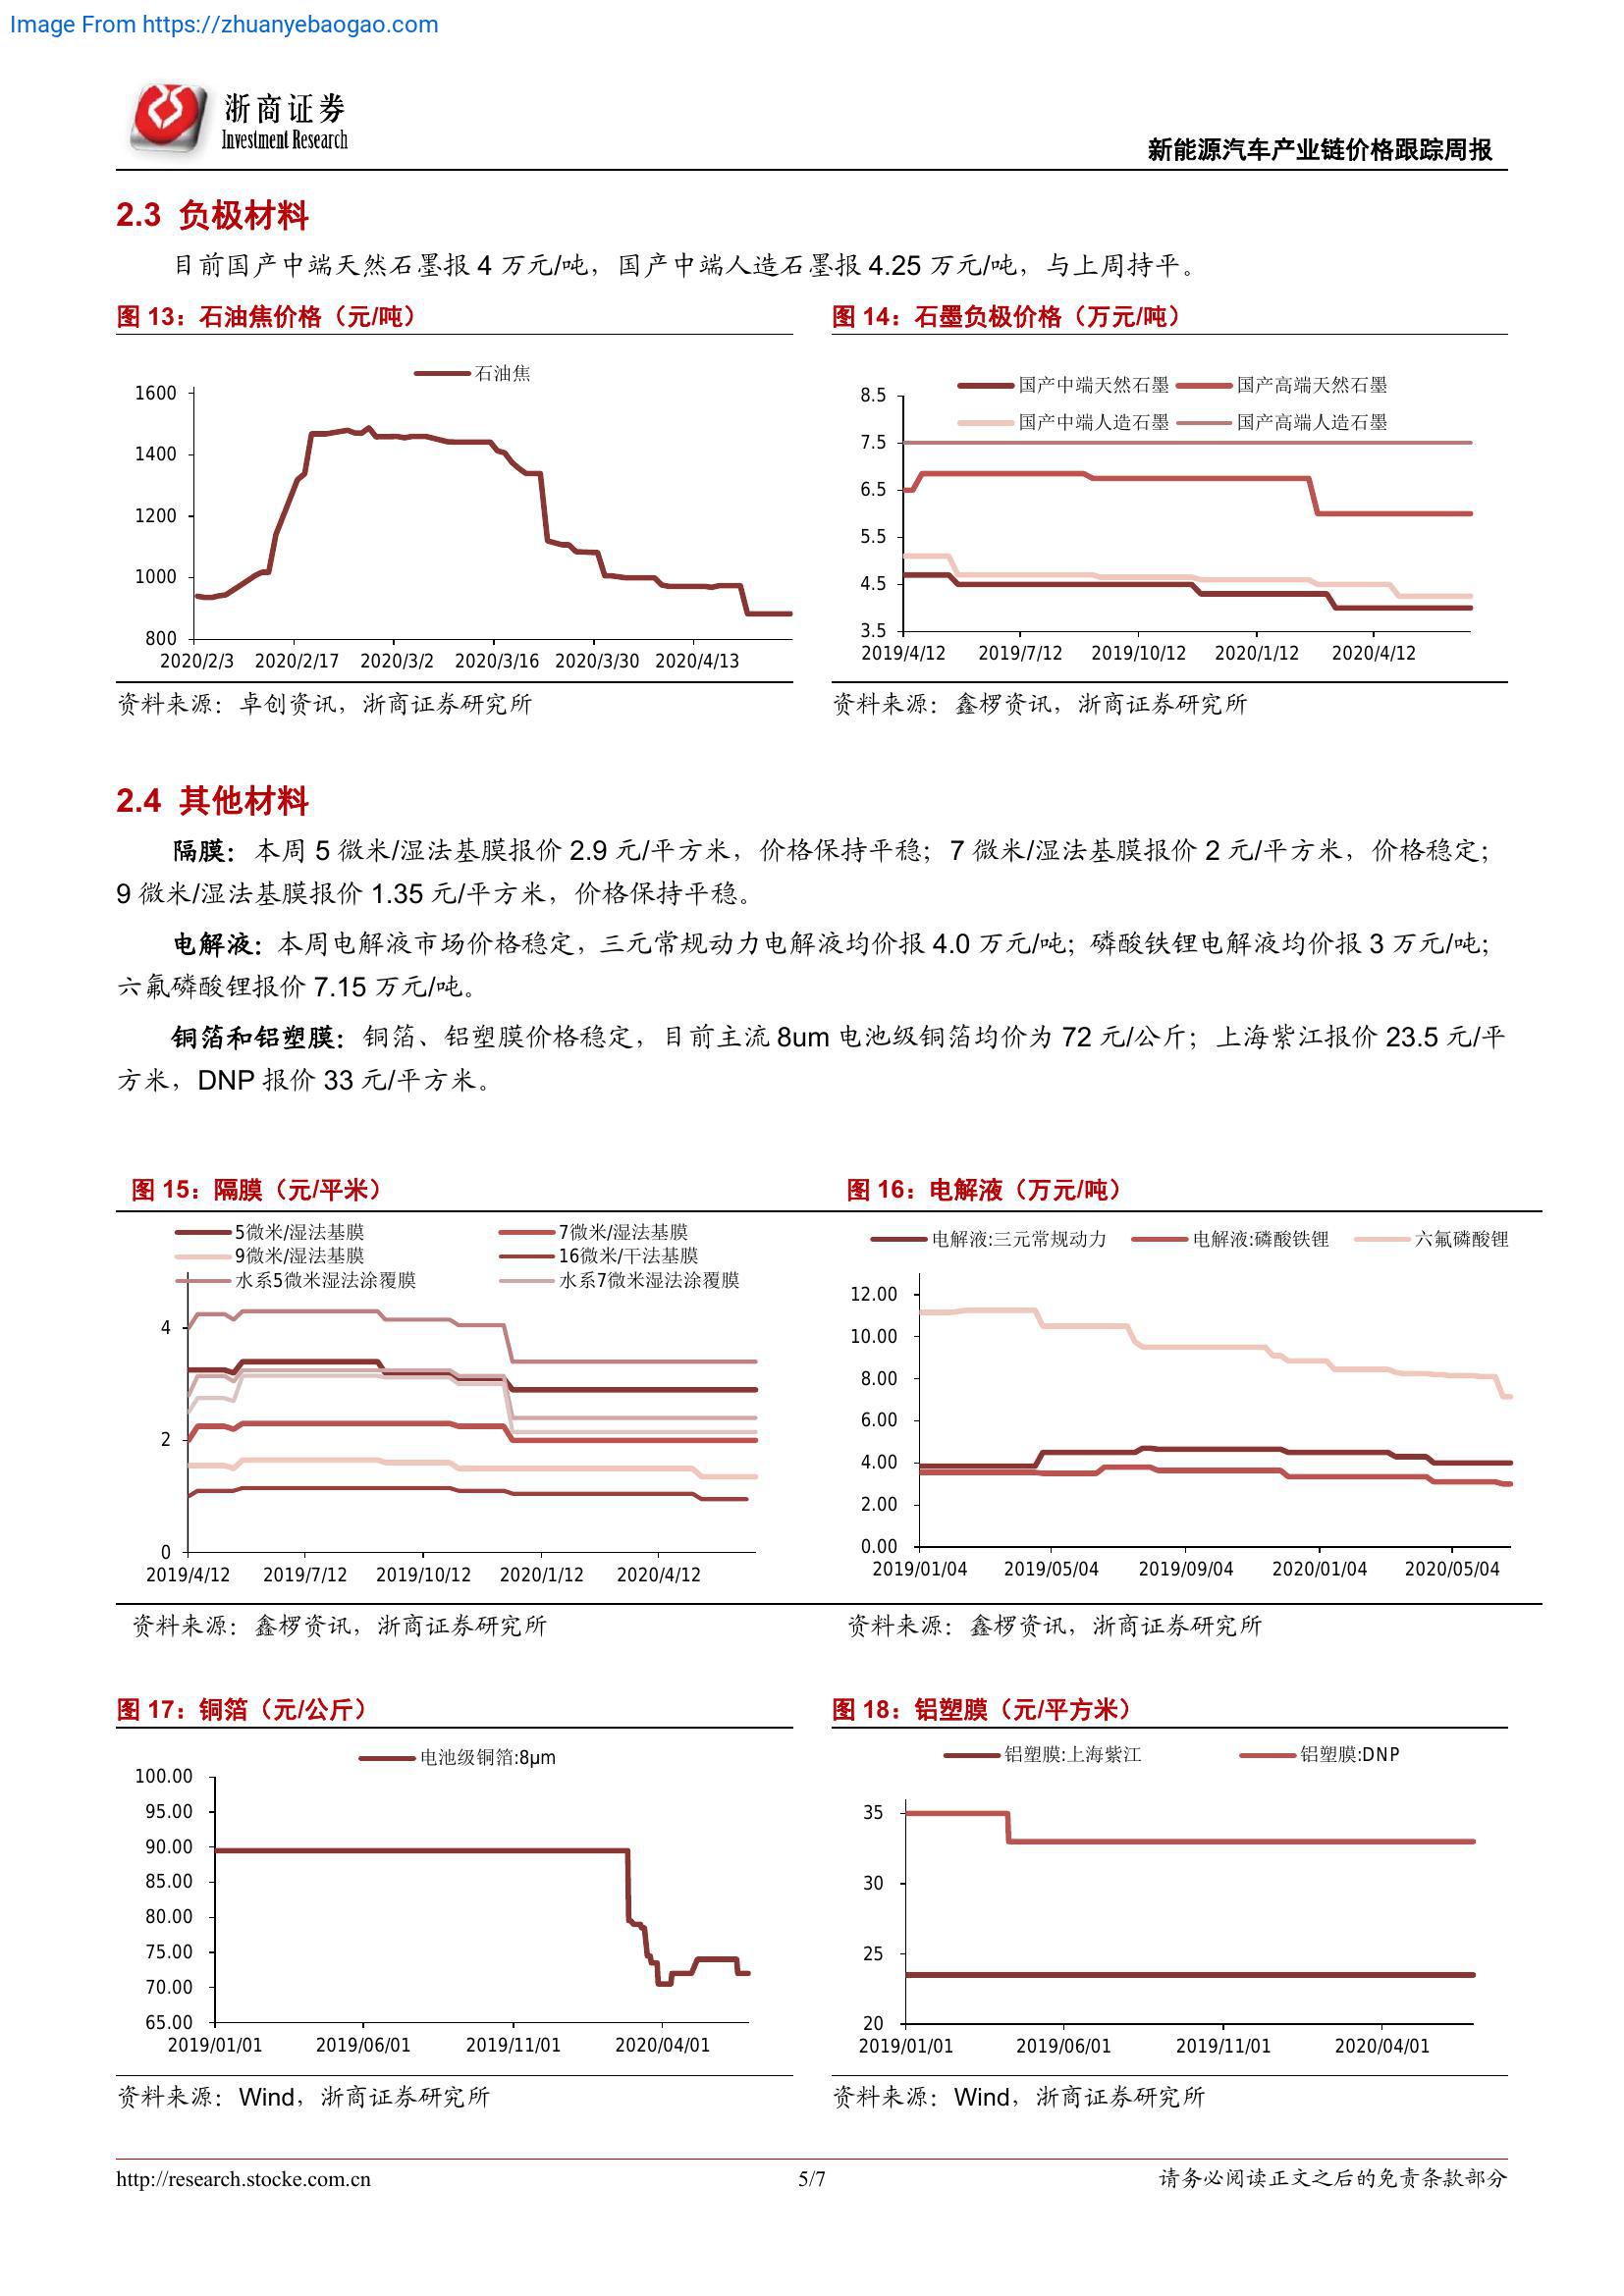 Image From https://zhuanyebaogao.com
浙商证券
Investment Research
新能源汽车产业链价格跟踪周报
2.3 负极材料
目前国产中端天然石墨报 4 万元/吨，国产中端人造石墨报 4.25 万元/吨，与上周持平。
图 13：石油焦价格（元/吨）
石油焦
1600
1400
1200
1000
800
2020/2/3 2020/2/17 2020/3/2 2020/3/16 2020/3/30 2020/4/13
资料来源：卓创资讯，浙商证券研究所
图 14：石墨负极价格（万元/吨）
国产中端天然石墨 国产高端天然石墨
国产中端人造石墨 国产高端人造石墨
8.5
7.5
6.5
5.5
4.5
3.5
2019/4/12 2019/7/12 2019/10/12 2020/1/12 2020/4/12
资料来源：鑫椤资讯，浙商证券研究所
2.4 其他材料
隔膜：本周 5 微米/湿法基膜报价 2.9 元/平方米，价格保持平稳；7 微米/湿法基膜报价 2 元/平方米，价格稳定；
9 微米/湿法基膜报价 1.35 元/平方米，价格保持平稳。
电解液：本周电解液市场价格稳定，三元常规动力电解液均价报 4.0 万元/吨；磷酸铁锂电解液均价报 3 万元/吨；
六氟磷酸锂报价 7.15 万元/吨。
铜箔和铝塑膜：铜箔、铝塑膜价格稳定，目前主流 8um 电池级铜箔均价为 72 元/公斤；上海紫江报价 23.5 元/平
方米，DNP 报价 33 元/平方米。
图 15：隔膜（元/平米）
5微米/湿法基膜 7微米/湿法基膜
9微米/湿法基膜 16微米/干法基膜
水系5微米湿法涂覆膜 水系7微米湿法涂覆膜
4
2
0
2019/4/12 2019/7/12 2019/10/12 2020/1/12 2020/4/12
资料来源：鑫椤资讯，浙商证券研究所
图 16：电解液（万元/吨）
电解液:三元常规动力 电解液:磷酸铁锂 六氟磷酸锂
12.00
10.00
8.00
6.00
4.00
2.00
0.00
2019/01/04 2019/05/04 2019/09/04 2020/01/04 2020/05/04
资料来源：鑫椤资讯，浙商证券研究所
图 17：铜箔（元/公斤）
电池级铜箔:8μm
100.00
95.00
90.00
85.00
80.00
75.00
70.00
65.00
2019/01/01 2019/06/01 2019/11/01 2020/04/01
资料来源：Wind，浙商证券研究所
图 18：铝塑膜（元/平方米）
铝塑膜:上海紫江 铝塑膜:DNP
35
30
25
20
2019/01/01 2019/06/01 2019/11/01 2020/04/01
资料来源：Wind，浙商证券研究所
http://research.stocke.com.cn 5/7 请务必阅读正文之后的免责条款部分